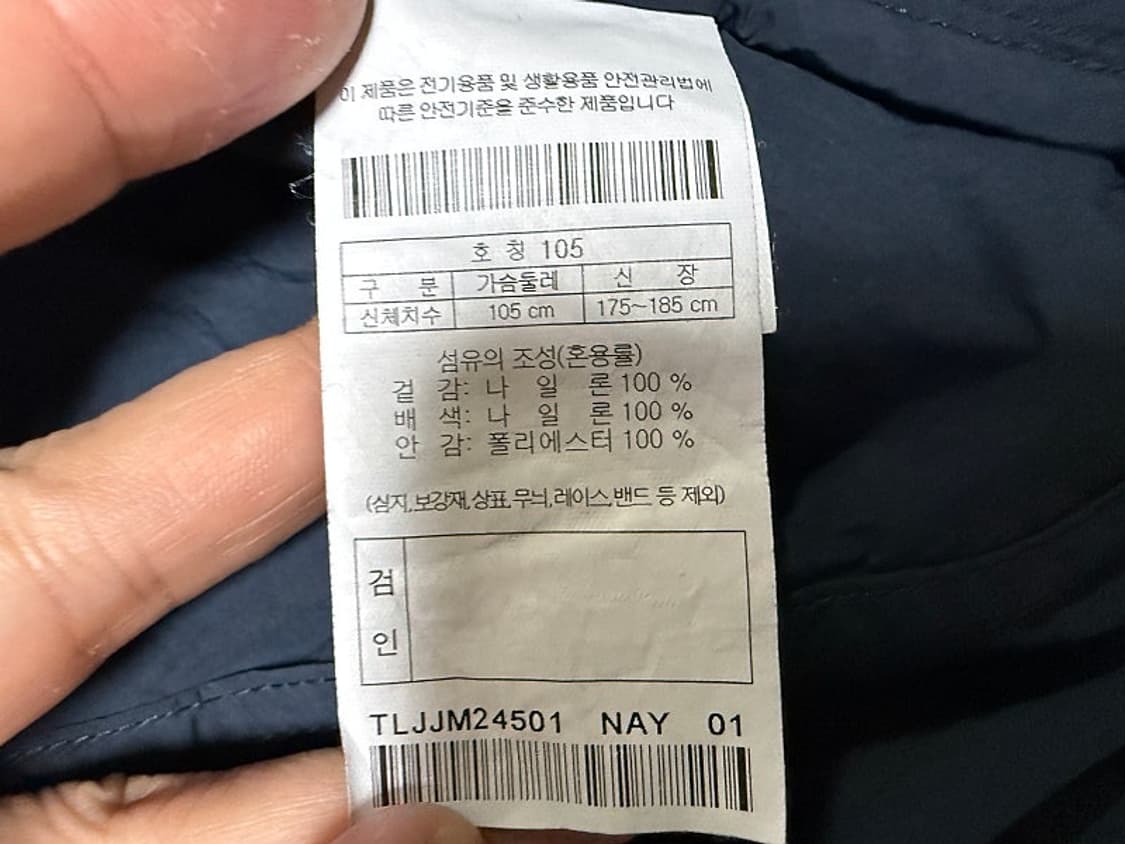 이 제품은 전기용품 및 생활용품 안전관리법에
따른 안전기준을 준수한 제품입니다
호 칭 105
구 분 가슴둘레 신 장
신체치수 105 cm 175~185 cm
섬유의 조성(혼용률)
겉 감: 나 일 론 100 %
배 색: 나 일 론 100 %
안 감: 폴리에스터 100 %
(심지,보강재,상표,무늬,레이스,밴드 등 제외)
검
인
TLJJM24501 NAY 01